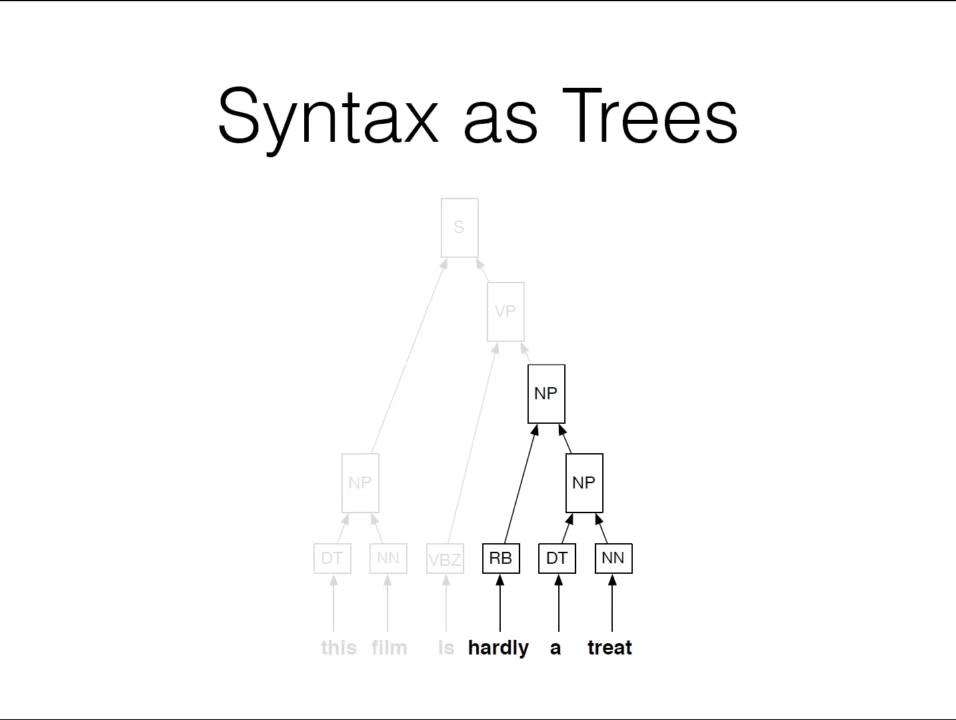 Syntax as Trees
S
VP
NP
NP
NP
DT NN VBZ RB DT NN
this film is hardly a treat